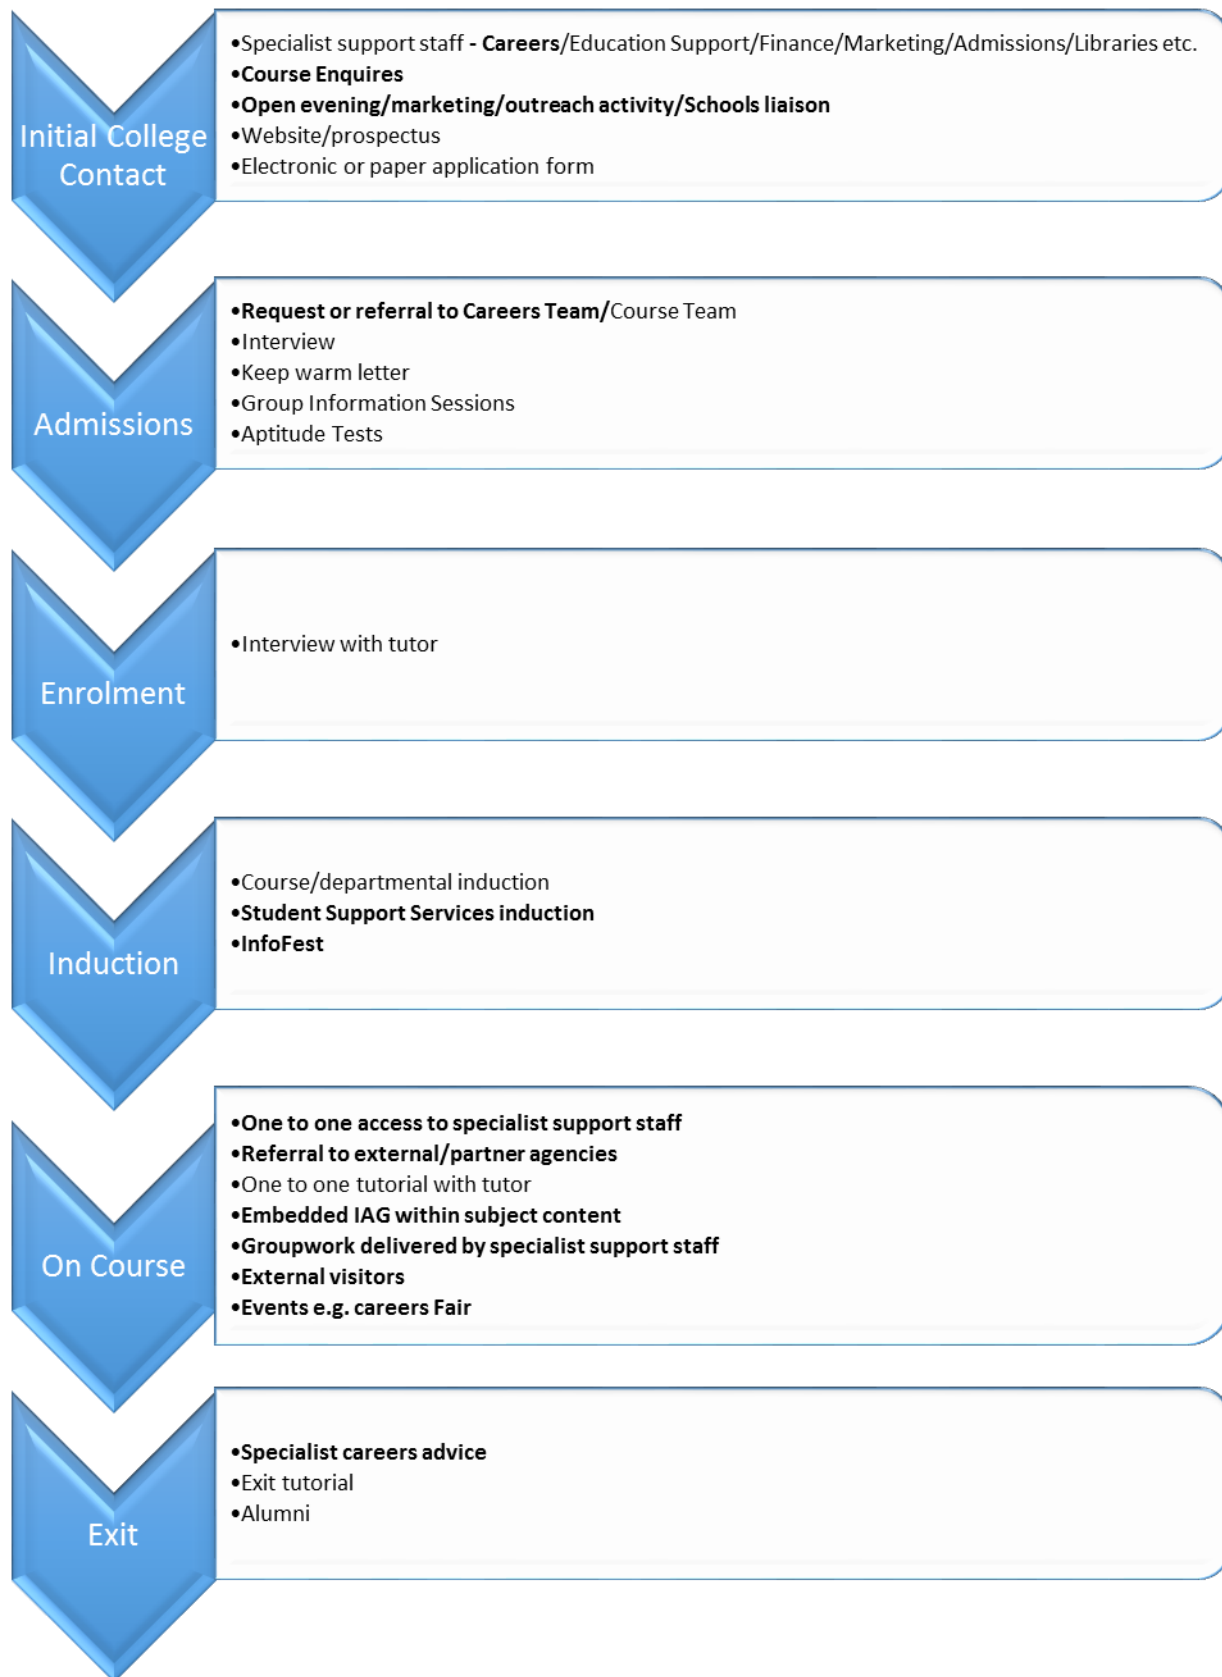 Initial College
Contact
•Specialist support staff - Careers/Education Support/Finance/Marketing/Admissions/Libraries etc.
•Course Enquires
•Open evening/marketing/outreach activity/Schools liaison
•Website/prospectus
•Electronic or paper application form
Admissions
•Request or referral to Careers Team/Course Team
•Interview
•Keep warm letter
•Group Information Sessions
•Aptitude Tests
Enrolment
•Interview with tutor
Induction
•Course/departmental induction
•Student Support Services induction
•InfoFest
On Course
•One to one access to specialist support staff
•Referral to external/partner agencies
•One to one tutorial with tutor
•Embedded IAG within subject content
•Groupwork delivered by specialist support staff
•External visitors
•Events e.g. careers Fair
Exit
•Specialist careers advice
•Exit tutorial
•Alumni